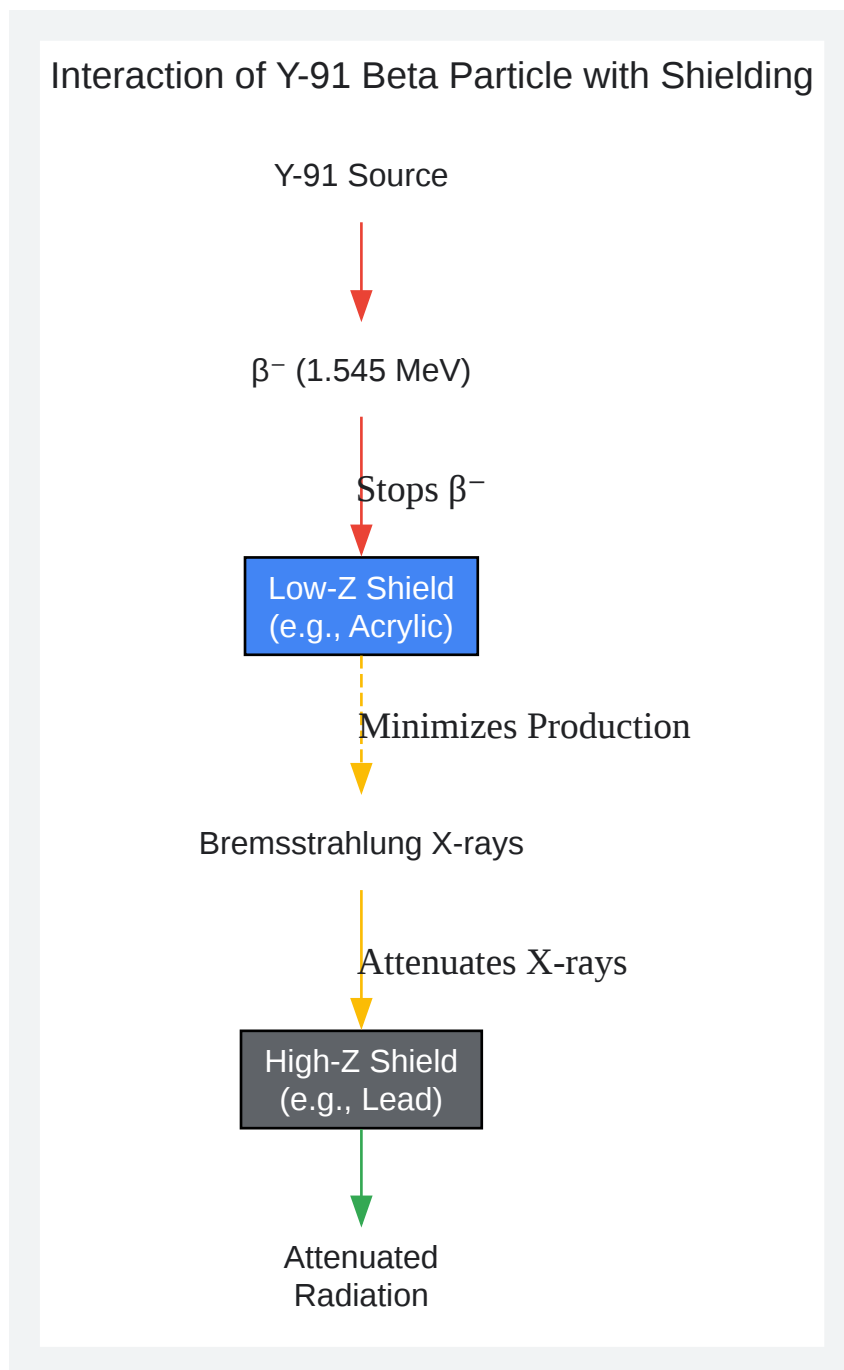 Interaction of Y-91 Beta Particle with Shielding
Y-91 Source
β⁻ (1.545 MeV)
Stops β⁻
Low-Z Shield
(e.g., Acrylic)
Minimizes Production
Bremsstrahlung X-rays
Attenuates X-rays
High-Z Shield
(e.g., Lead)
Attenuated
Radiation